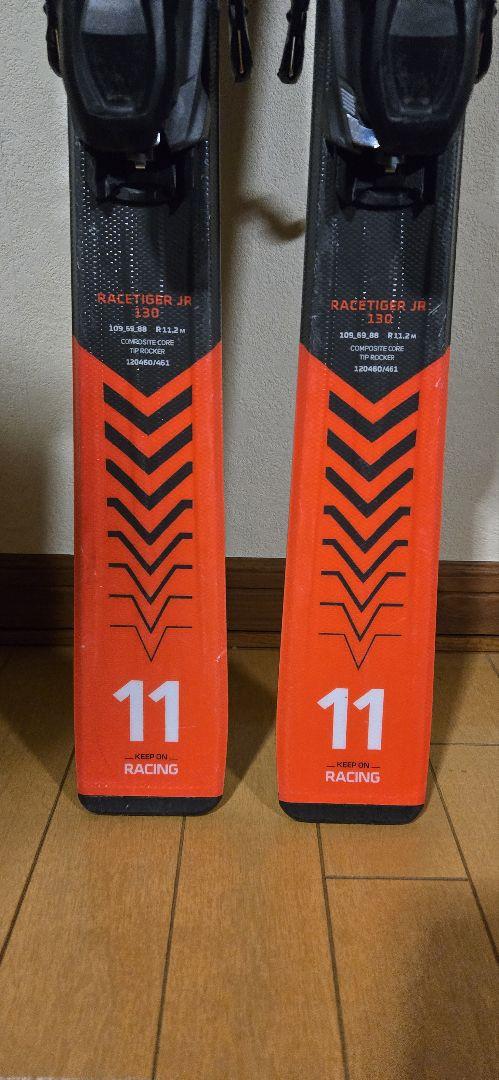 RACETIGER JR
130
109_69_88 R 11.2 M
COMPOSITE CORE
TIP ROCKER
120460/461
11
KEEP ON
RACING
RACETIGER JR
130
109_69_88 R 11.2 M
COMPOSITE CORE
TIP ROCKER
120460/461
11
KEEP ON
RACING